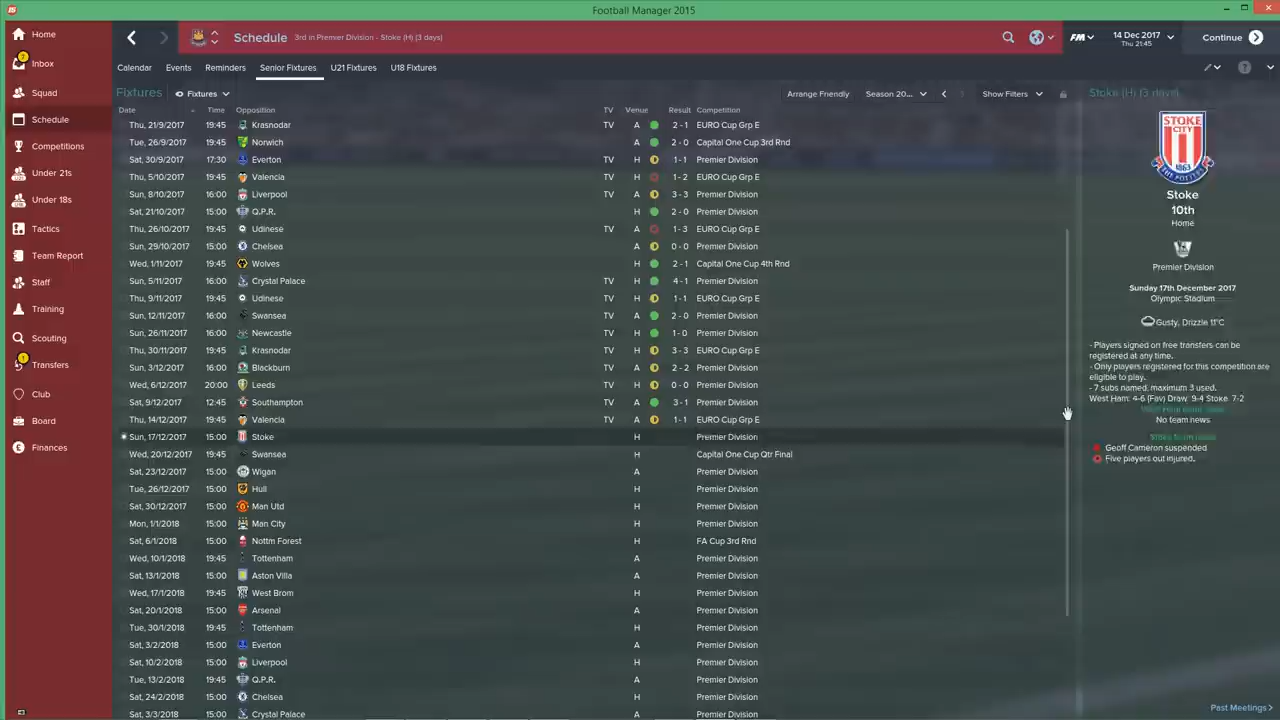 Football Manager 2015
Home
Schedule
3rd in Premier Division - Stoke (H) (3 days)
FM
14 Dec 2017
Thu 21:45
Continue
2
Inbox
Calendar
Events
Reminders
Senior Fixtures
U21 Fixtures
U18 Fixtures
Squad
Schedule
Competitions
Under 21s
Under 18s
Tactics
Team Report
Staff
Training
Scouting
1
Transfers
Club
Board
Finances
Fixtures
Fixtures
Arrange Friendly
Season 20...
Show Filters
Date Time Opposition TV Venue Result Competition
Thu, 21/9/2017 19:45 Krasnodar TV A 2 - 1 EURO Cup Grp E
Tue, 26/9/2017 19:45 Norwich A 2 - 0 Capital One Cup 3rd Rnd
Sat, 30/9/2017 17:30 Everton TV H 1 - 1 Premier Division
Thu, 5/10/2017 19:45 Valencia TV H 1 - 2 EURO Cup Grp E
Sun, 8/10/2017 16:00 Liverpool TV A 3 - 3 Premier Division
Sat, 21/10/2017 15:00 Q.P.R. H 2 - 0 Premier Division
Thu, 26/10/2017 19:45 Udinese TV A 1 - 3 EURO Cup Grp E
Sun, 29/10/2017 15:00 Chelsea A 0 - 0 Premier Division
Wed, 1/11/2017 19:45 Wolves H 2 - 1 Capital One Cup 4th Rnd
Sun, 5/11/2017 16:00 Crystal Palace TV H 4 - 1 Premier Division
Thu, 9/11/2017 19:45 Udinese TV H 1 - 1 EURO Cup Grp E
Sun, 12/11/2017 16:00 Swansea TV A 2 - 0 Premier Division
Sun, 26/11/2017 16:00 Newcastle TV H 1 - 0 Premier Division
Thu, 30/11/2017 19:45 Krasnodar TV H 3 - 3 EURO Cup Grp E
Sun, 3/12/2017 16:00 Blackburn TV A 2 - 2 Premier Division
Wed, 6/12/2017 20:00 Leeds TV H 0 - 0 Premier Division
Sat, 9/12/2017 12:45 Southampton TV A 3 - 1 Premier Division
Thu, 14/12/2017 19:45 Valencia TV A 1 - 1 EURO Cup Grp E
Sun, 17/12/2017 15:00 Stoke H Premier Division
Wed, 20/12/2017 19:45 Swansea H Capital One Cup Qtr Final
Sat, 23/12/2017 15:00 Wigan A Premier Division
Tue, 26/12/2017 15:00 Hull H Premier Division
Sat, 30/12/2017 15:00 Man Utd H Premier Division
Mon, 1/1/2018 15:00 Man City A Premier Division
Sat, 6/1/2018 15:00 Nottm Forest H FA Cup 3rd Rnd
Wed, 10/1/2018 19:45 Tottenham A Premier Division
Sat, 13/1/2018 15:00 Aston Villa A Premier Division
Wed, 17/1/2018 19:45 West Brom H Premier Division
Sat, 20/1/2018 15:00 Arsenal A Premier Division
Tue, 30/1/2018 19:45 Tottenham H Premier Division
Sat, 3/2/2018 15:00 Everton A Premier Division
Sat, 10/2/2018 15:00 Liverpool H Premier Division
Tue, 13/2/2018 19:45 Q.P.R. A Premier Division
Sat, 24/2/2018 15:00 Chelsea H Premier Division
Sat, 3/3/2018 15:00 Crystal Palace A Premier Division
Stoke (H) (3 days)
STOKE
CITY
1863
THE POTTERS
Stoke
10th
Home
Premier Division
Sunday 17th December 2017
Olympic Stadium
Gusty, Drizzle 11°C
- Players signed on free transfers can be
registered at any time.
- Only players registered for this competition are
eligible to play.
- 7 subs named, maximum 3 used.
West Ham: 4-6 (Fav) Draw: 9-4 Stoke: 7-2
West Ham team news
No team news
Stoke team news
Geoff Cameron suspended
Five players out injured.
Past Meetings